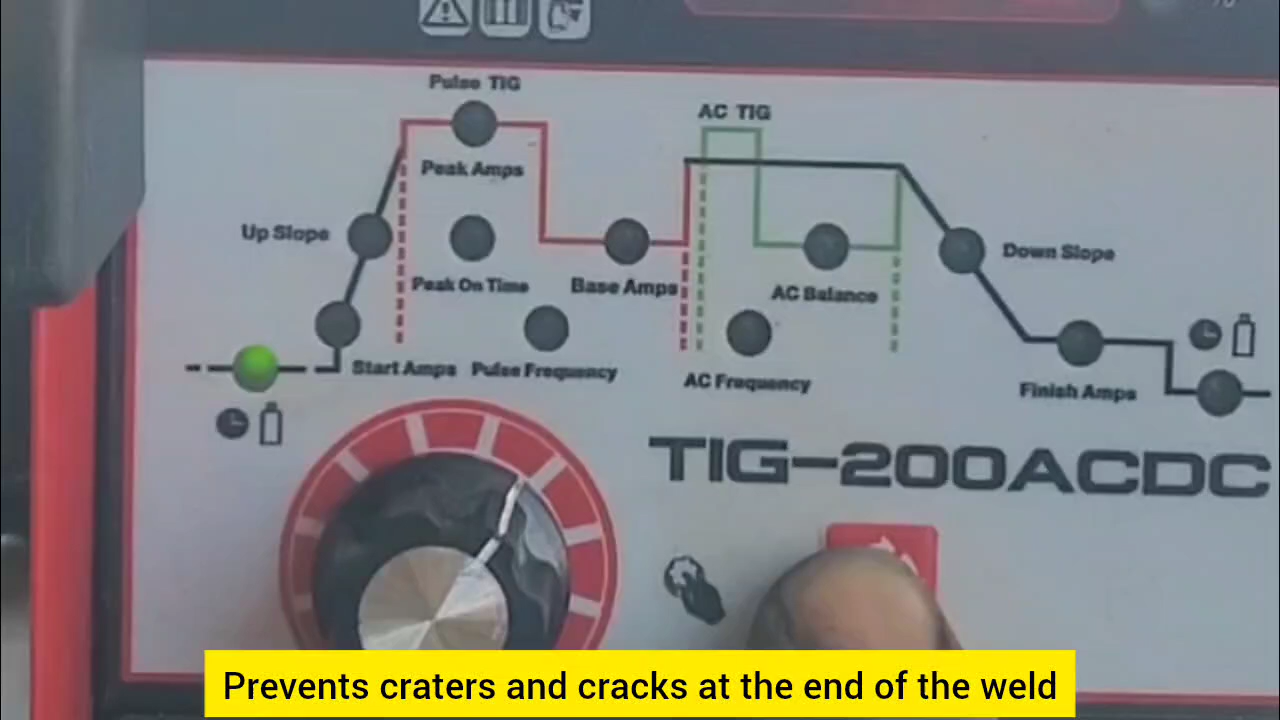 Pulse TIG
AC TIG
Peak Amps
Up Slope
Down Slope
Peak On Time
Base Amps
AC Balance
Start Amps
Pulse Frequency
AC Frequency
Finish Amps
TIG-200ACDC
Prevents craters and cracks at the end of the weld